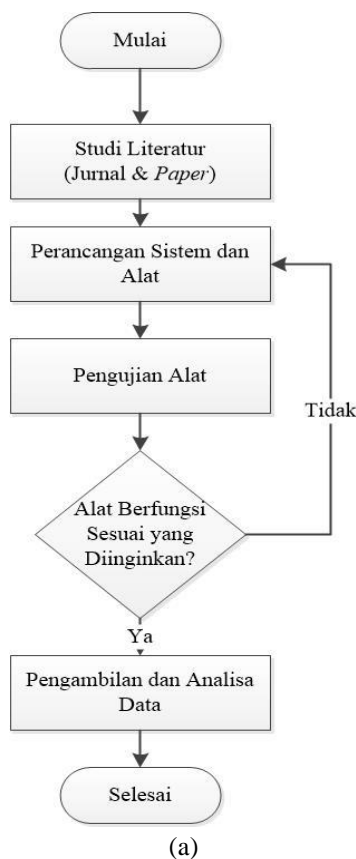 Mulai
Studi Literatur
(Jurnal & Paper)
Perancangan Sistem dan
Alat
Pengujian Alat
Tidak
Alat Berfungsi
Sesuai yang
Diinginkan?
Ya
Pengambilan dan Analisa
Data
Selesai
(a)